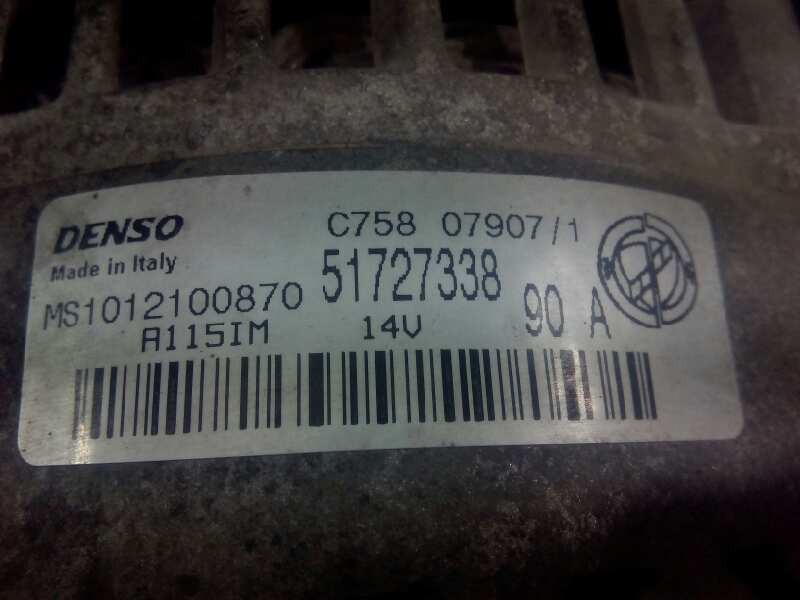 DENSO
C758 07907/1
Made in Italy
51727338
MS1012100870
90 A
A115IM
14V